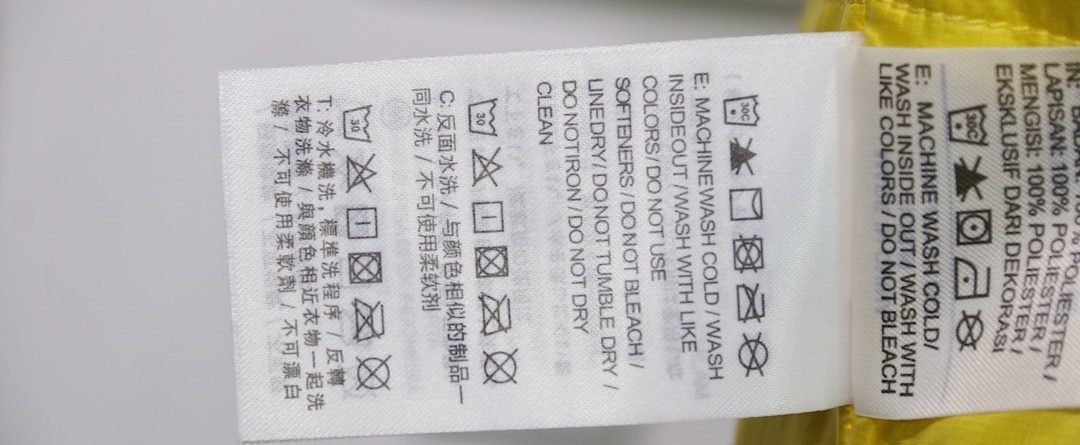 POLIESTER /
LAPISAN: 100% POLIESTER /
MENGISI: 100% POLIESTER /
EKSKLUSIF DARI DEKORASI
30C
E: MACHINE WASH COLD/
WASH INSIDE OUT / WASH WITH
LIKE COLORS / DO NOT BLEACH
30C
E: MACHINE WASH COLD / WASH
INSIDE OUT / WASH WITH LIKE
COLORS/ DO NOT USE
SOFTENERS / DO NOT BLEACH /
LINE DRY/ DO NOT TUMBLE DRY /
DO NOT IRON / DO NOT DRY
CLEAN
30
C: 反面水洗 / 与颜色相似的制品一
同水洗 / 不可使用柔软剂
30
T: 冷水機洗，標準洗程序 / 反轉
衣物洗滌 / 與顏色相近衣物一起洗
滌 / 不可使用柔軟劑 / 不可漂白